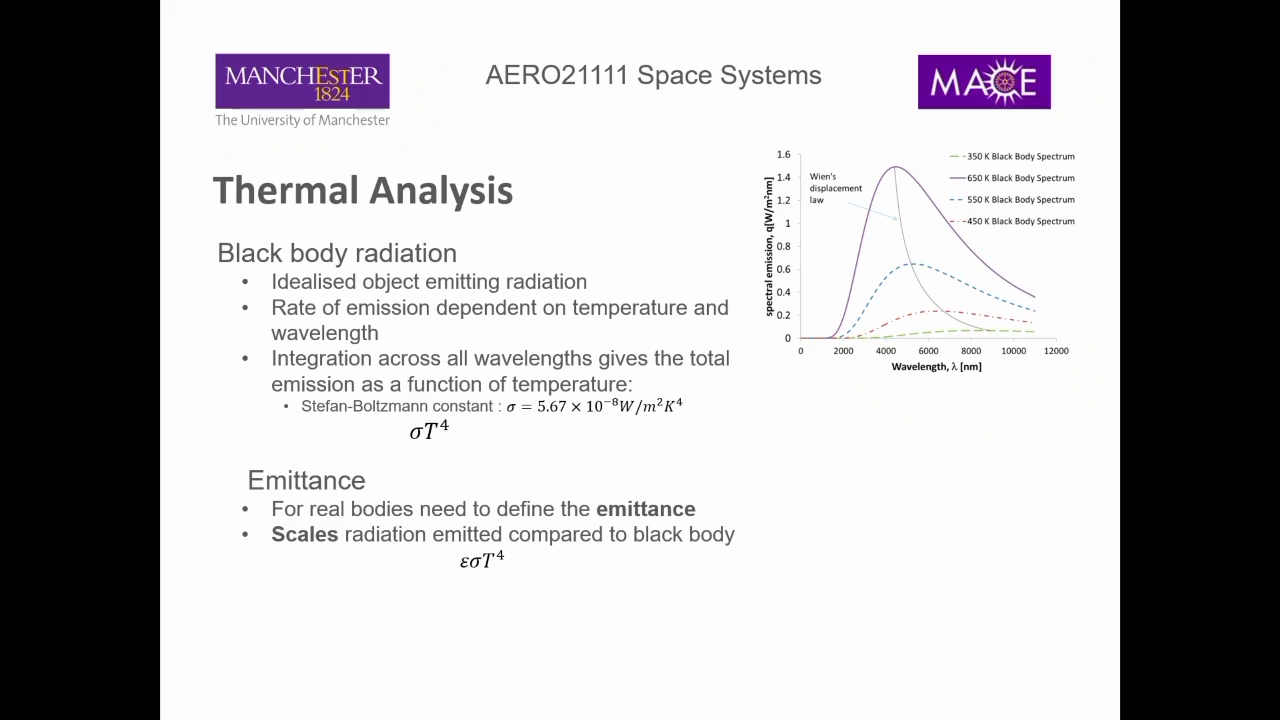 MANCHESTER
1824
The University of Manchester
AERO21111 Space Systems
MACE
Thermal Analysis
Black body radiation
• Idealised object emitting radiation
• Rate of emission dependent on temperature and
wavelength
• Integration across all wavelengths gives the total
emission as a function of temperature:
• Stefan-Boltzmann constant : σ = 5.67 × 10⁻⁸W/m²K⁴
σT⁴
Emittance
• For real bodies need to define the emittance
• Scales radiation emitted compared to black body
εσT⁴
spectral emission, q[W/m²nm]
1.6
1.4
1.2
1
0.8
0.6
0.4
0.2
0
0 2000 4000 6000 8000 10000 12000
Wavelength, λ [nm]
Wien's
displacement
law
350 K Black Body Spectrum
650 K Black Body Spectrum
550 K Black Body Spectrum
450 K Black Body Spectrum